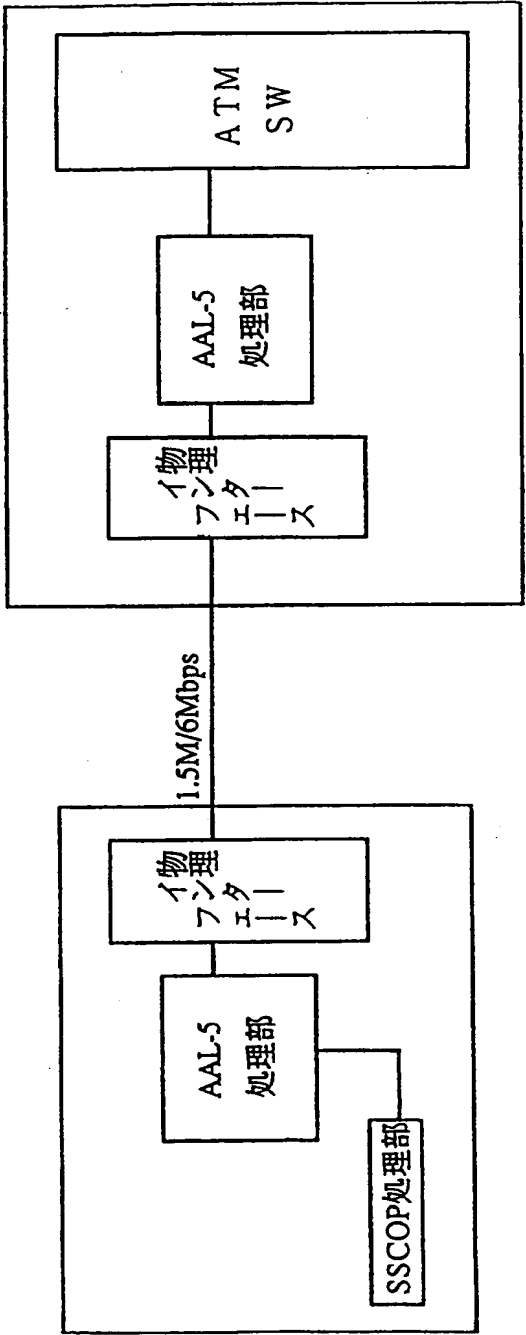 SSCOP処理部
AAL-5
処理部
物理
インター
フェース
1.5M/6Mbps
物理
インター
フェース
AAL-5
処理部
ATM
SW